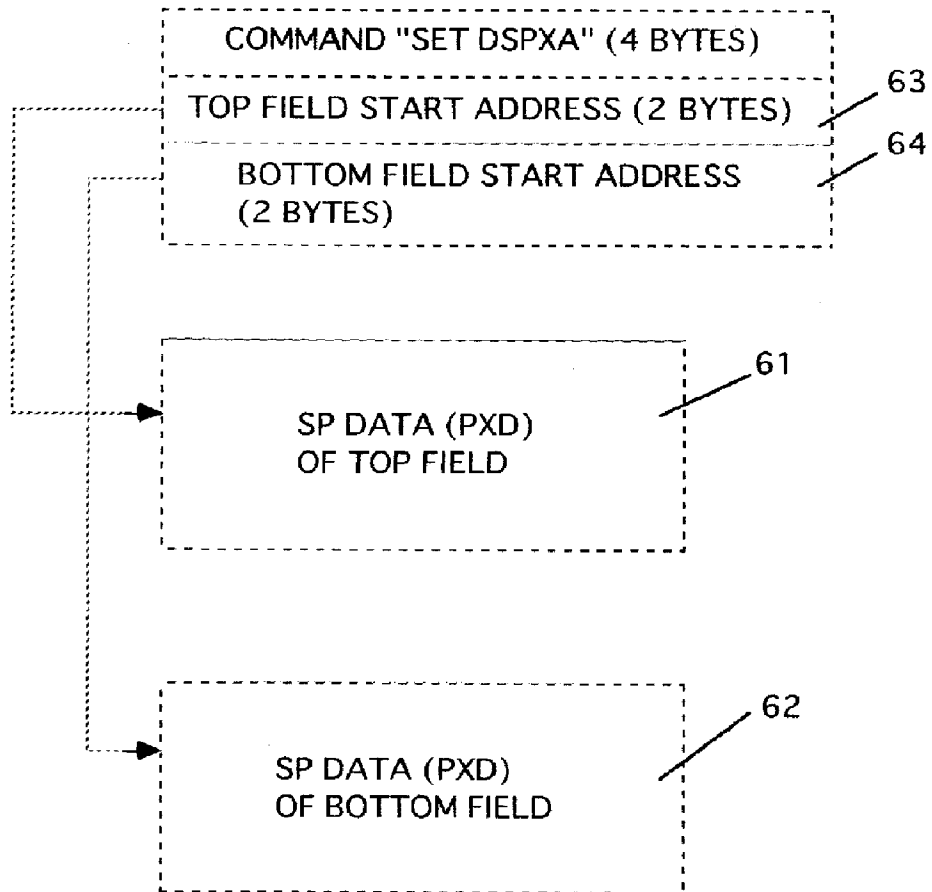 COMMAND "SET DSPXA" (4 BYTES)
63
TOP FIELD START ADDRESS (2 BYTES)
64
BOTTOM FIELD START ADDRESS
(2 BYTES)
61
SP DATA (PXD)
OF TOP FIELD
62
SP DATA (PXD)
OF BOTTOM FIELD